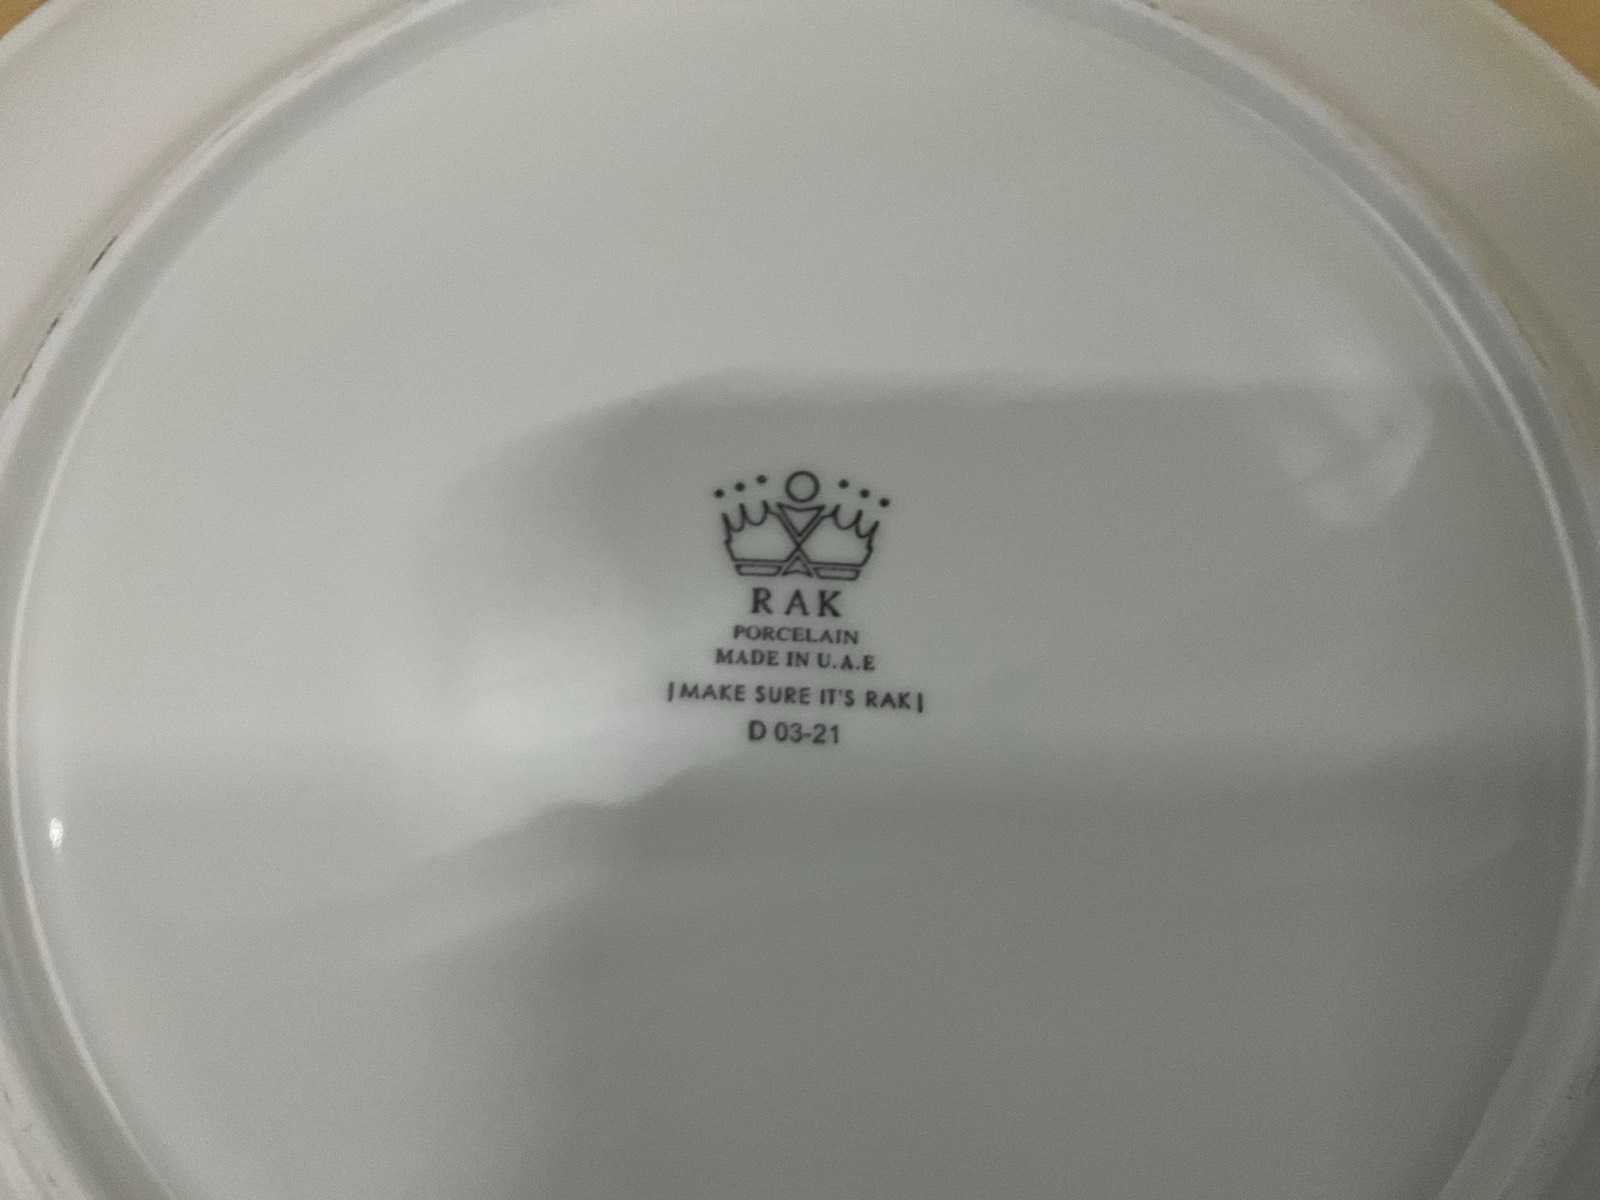 RAK
PORCELAIN
MADE IN U.A.E
|MAKE SURE IT'S RAK|
D 03-21